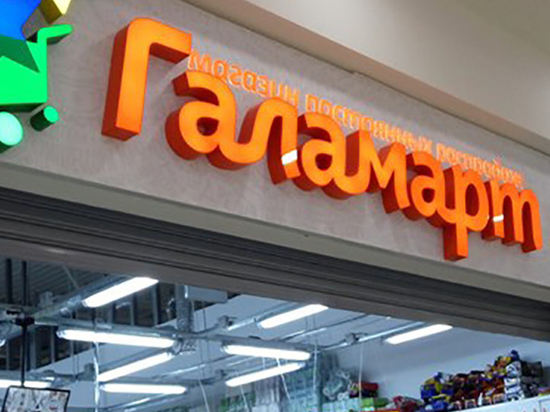 Галамарт
магазин постоянных распродаж